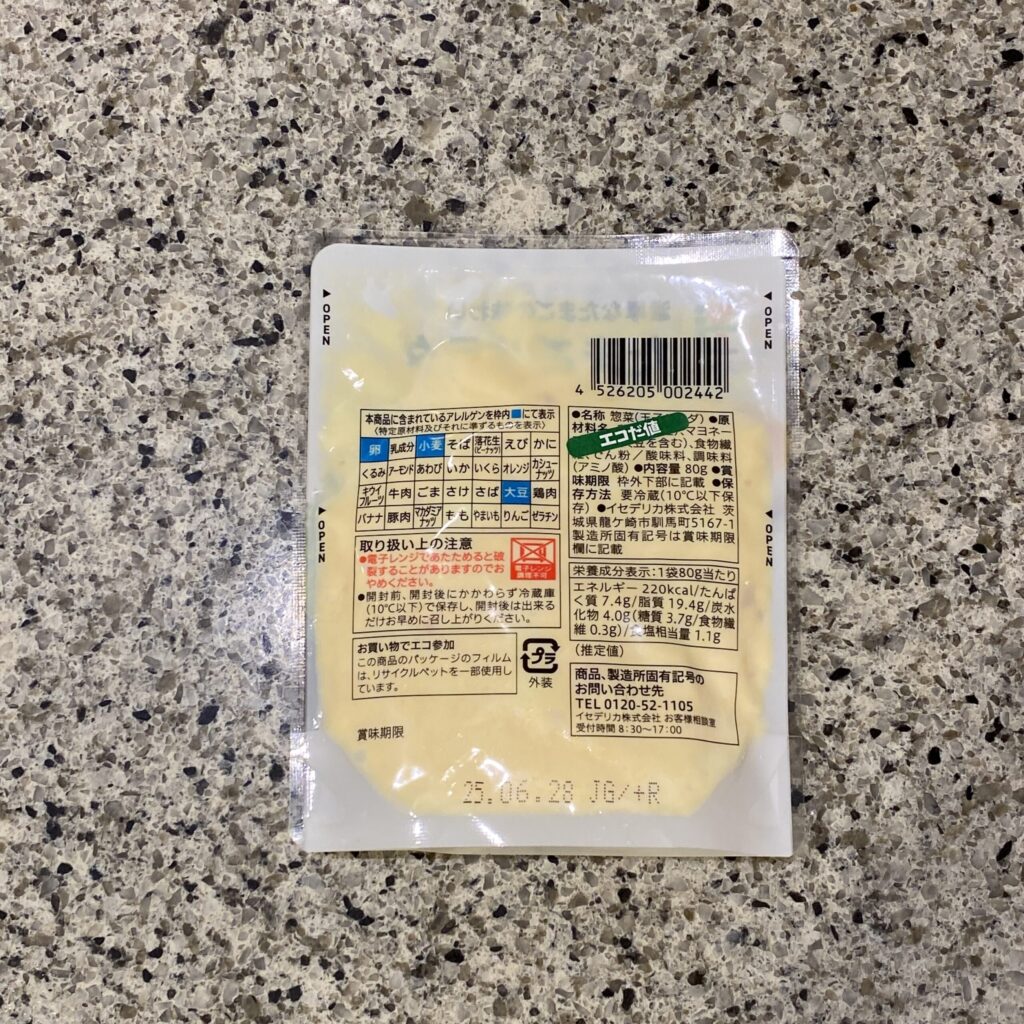 濃厚なたまごの味わい
OPEN
OPEN
OPEN
OPEN
4 526205 002442
本商品に含まれているアレルゲンを枠内■にて表示
〈特定原材料及びそれに準ずるものを表示〉
卵 乳成分 小麦 そば 落花生(ピーナッツ) えび かに
くるみ アーモンド あわび いか いくら オレンジ カシューナッツ
キウイフルーツ 牛肉 ごま さけ さば 大豆 鶏肉
バナナ 豚肉 マカダミアナッツ もも やまいも りんご ゼラチン
取り扱い上の注意
●電子レンジであたためると破
裂することがありますのでお
やめください。
電子レンジ
調理不可
●開封前、開封後にかかわらず冷蔵庫
(10℃以下)で保存し、開封後は出来る
だけお早めに召し上がりください。
お買い物でエコ参加
この商品のパッケージのフィルム
は、リサイクルペットを一部使用し
ています。
プラ
外装
賞味期限
25.06.28 JG/+R
●名称 惣菜(玉子 ダ) ●原
材料名 マヨネー
エコだ値
を含む)、食物繊
でん粉/酸味料、調味料
(アミノ酸) ●内容量 80g ●賞
味期限 枠外下部に記載 ●保
存方法 要冷蔵(10℃以下保
存) ●イセデリカ株式会社 茨
城県龍ケ崎市馴馬町5167-1
製造所固有記号は賞味期限
欄に記載
栄養成分表示:1袋80g当たり
エネルギー 220kcal/たんぱ
く質 7.4g/脂質 19.4g/炭水
化物 4.0g(糖質 3.7g/食物繊
維 0.3g)/食塩相当量 1.1g
(推定値)
商品、製造所固有記号の
お問い合わせ先
TEL 0120-52-1105
イセデリカ株式会社 お客様相談室
受付時間 8:30〜17:00